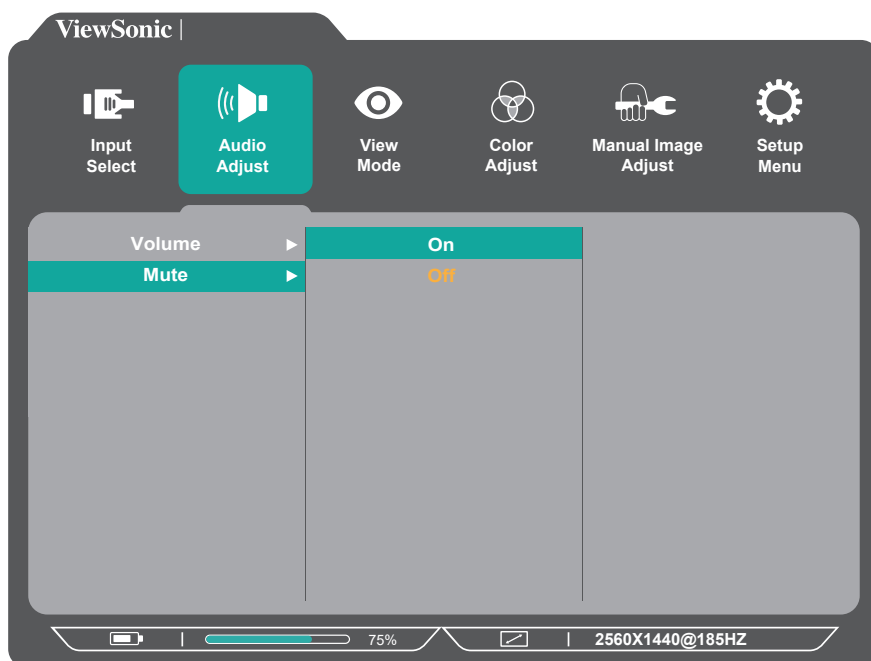 ViewSonic
Input Select
Audio Adjust
View Mode
Color Adjust
Manual Image Adjust
Setup Menu
Volume
On
Mute
Off
75%
2560X1440@185HZ